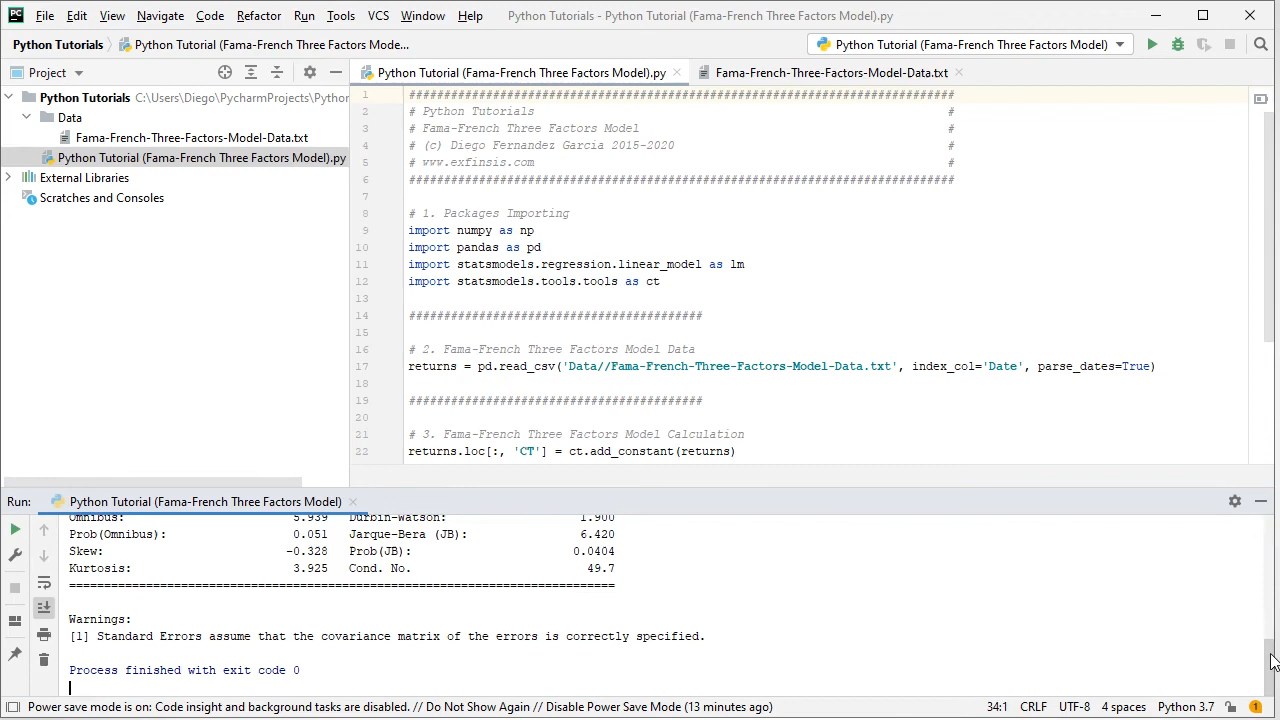 PC File Edit View Navigate Code Refactor Run Tools VCS Window Help Python Tutorials - Python Tutorial (Fama-French Three Factors Model).py
Python Tutorials Python Tutorial (Fama-French Three Factors Mode... Python Tutorial (Fama-French Three Factors Model)
Project
Python Tutorial (Fama-French Three Factors Model).py Fama-French-Three-Factors-Model-Data.txt
Python Tutorials C:\Users\Diego\PycharmProjects\Python
Data
Fama-French-Three-Factors-Model-Data.txt
Python Tutorial (Fama-French Three Factors Model).py
External Libraries
Scratches and Consoles
1 ##############################################################################
2 # Python Tutorials #
3 # Fama-French Three Factors Model #
4 # (c) Diego Fernandez Garcia 2015-2020 #
5 # www.exfinsis.com #
6 ##############################################################################
7
8 # 1. Packages Importing
9 import numpy as np
10 import pandas as pd
11 import statsmodels.regression.linear_model as lm
12 import statsmodels.tools.tools as ct
13
14 ##########################################
15
16 # 2. Fama-French Three Factors Model Data
17 returns = pd.read_csv('Data//Fama-French-Three-Factors-Model-Data.txt', index_col='Date', parse_dates=True)
18
19 ##########################################
20
21 # 3. Fama-French Three Factors Model Calculation
22 returns.loc[:, 'CT'] = ct.add_constant(returns)
Run: Python Tutorial (Fama-French Three Factors Model)
Omnibus: 5.939 Durbin-Watson: 1.900
Prob(Omnibus): 0.051 Jarque-Bera (JB): 6.420
Skew: -0.328 Prob(JB): 0.0404
Kurtosis: 3.925 Cond. No. 49.7
==============================================================================
Warnings:
[1] Standard Errors assume that the covariance matrix of the errors is correctly specified.
Process finished with exit code 0
Power save mode is on: Code insight and background tasks are disabled. // Do Not Show Again // Disable Power Save Mode (13 minutes ago) 34:1 CRLF UTF-8 4 spaces Python 3.7 1